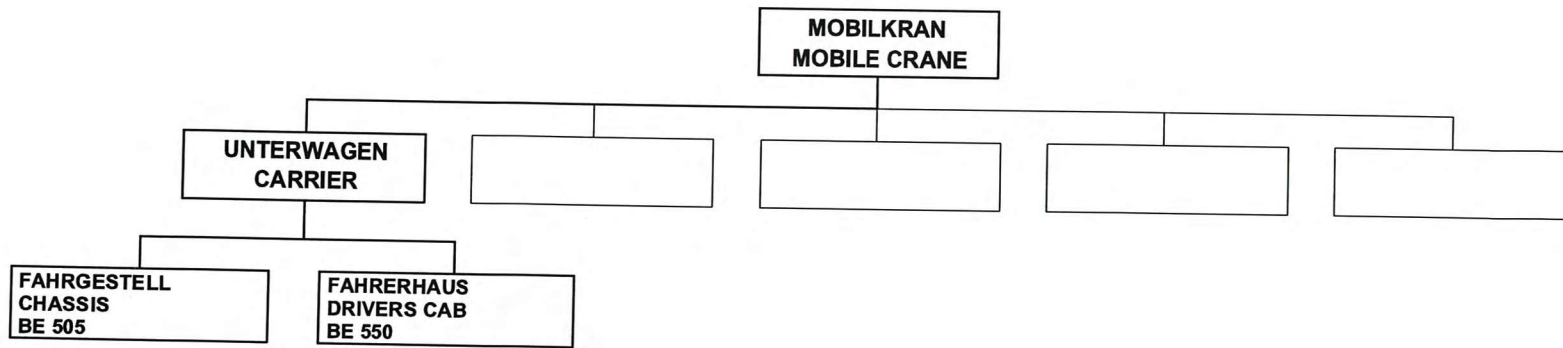 MOBILKRAN
MOBILE CRANE
UNTERWAGEN
CARRIER
FAHRGESTELL
CHASSIS
BE 505
FAHRERHAUS
DRIVERS CAB
BE 550